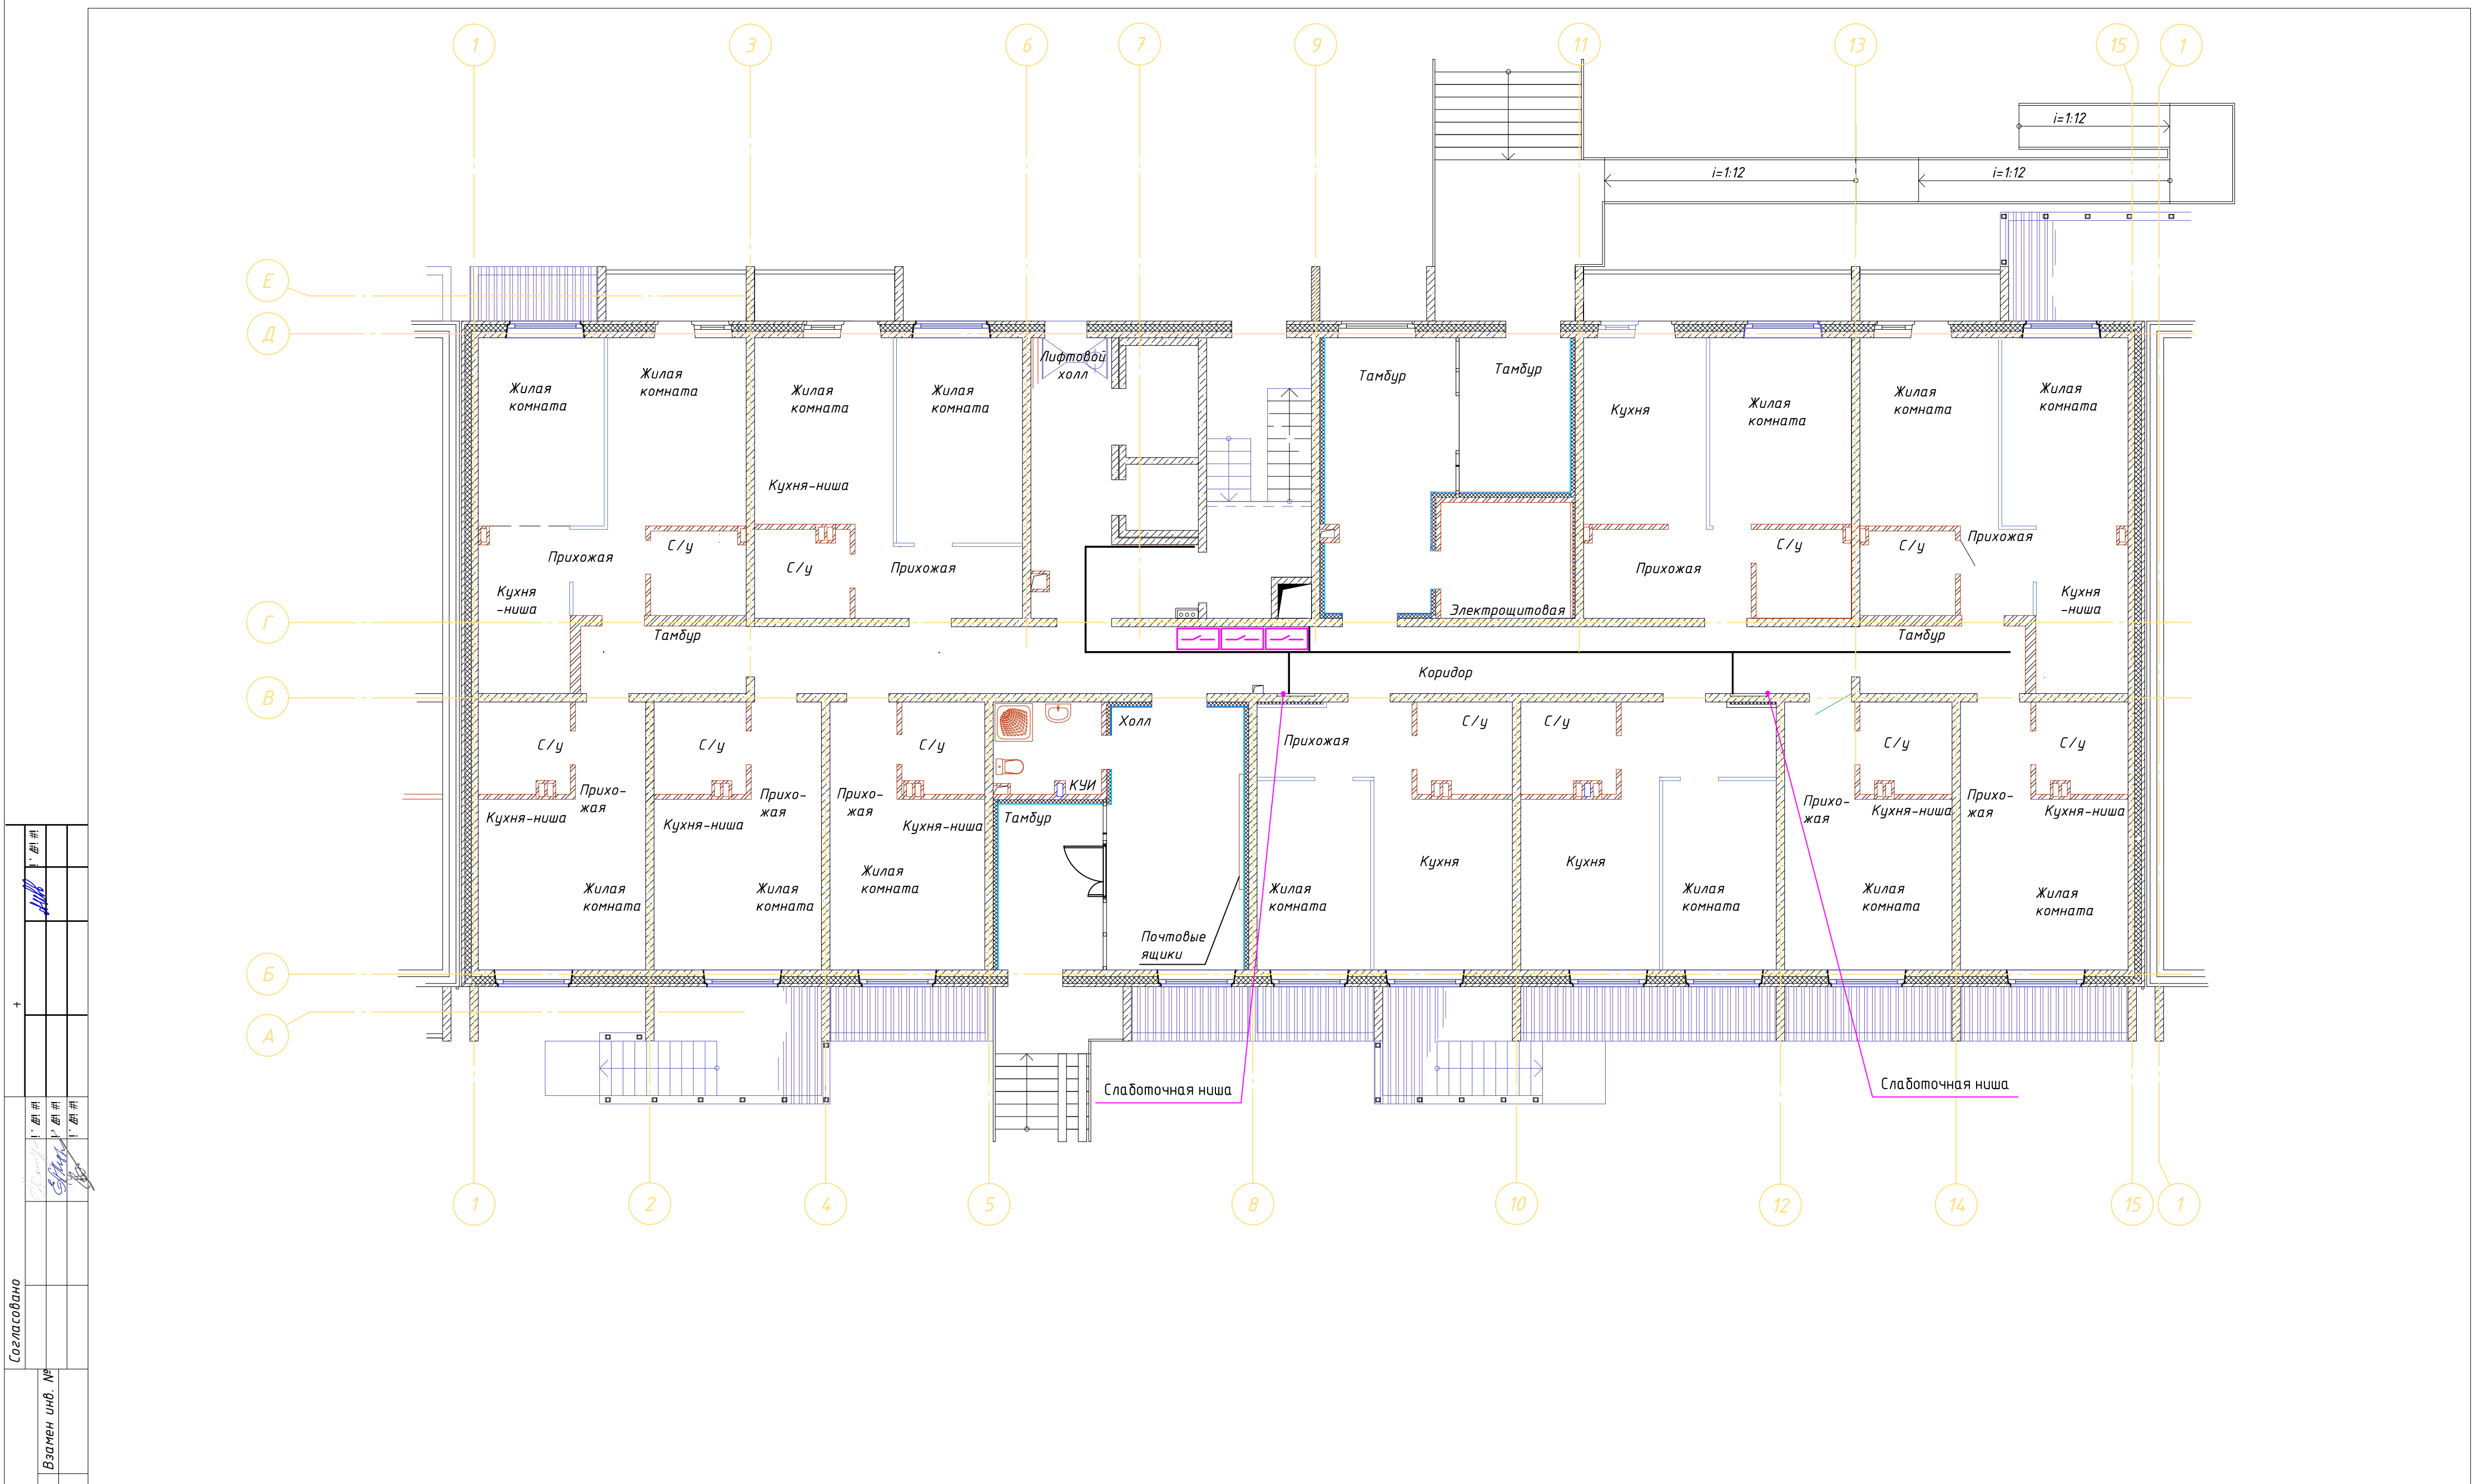 1
3
6
7
9
11
13
15
1
i=1:12
i=1:12
i=1:12
Е
Д
Г
В
Б
А
Лифтовой
холл
Жилая
комната
Жилая
комната
Жилая
комната
Жилая
комната
Тамбур
Тамбур
Кухня
Жилая
комната
Жилая
комната
Жилая
комната
Кухня-ниша
С/у
Прихожая
С/у
Прихожая
Кухня
-ниша
Тамбур
Электрощитовая
Прихожая
С/у
С/у
Прихожая
Кухня
-ниша
Тамбур
Коридор
С/у
С/у
С/у
Холл
КУИ
Прихожая
С/у
С/у
С/у
С/у
Прихо-
жая
Прихо-
жая
Прихо-
жая
Прихо-
жая
Прихо-
жая
Кухня-ниша
Кухня-ниша
Кухня-ниша
Тамбур
Кухня-ниша
Кухня-ниша
Кухня
Кухня
Жилая
комната
Жилая
комната
Жилая
комната
Жилая
комната
Жилая
комната
Жилая
комната
Жилая
комната
Почтовые
ящики
Слаботочная ниша
Слаботочная ниша
1
2
4
5
8
10
12
14
15
1
Согласовано
Взамен инв. №